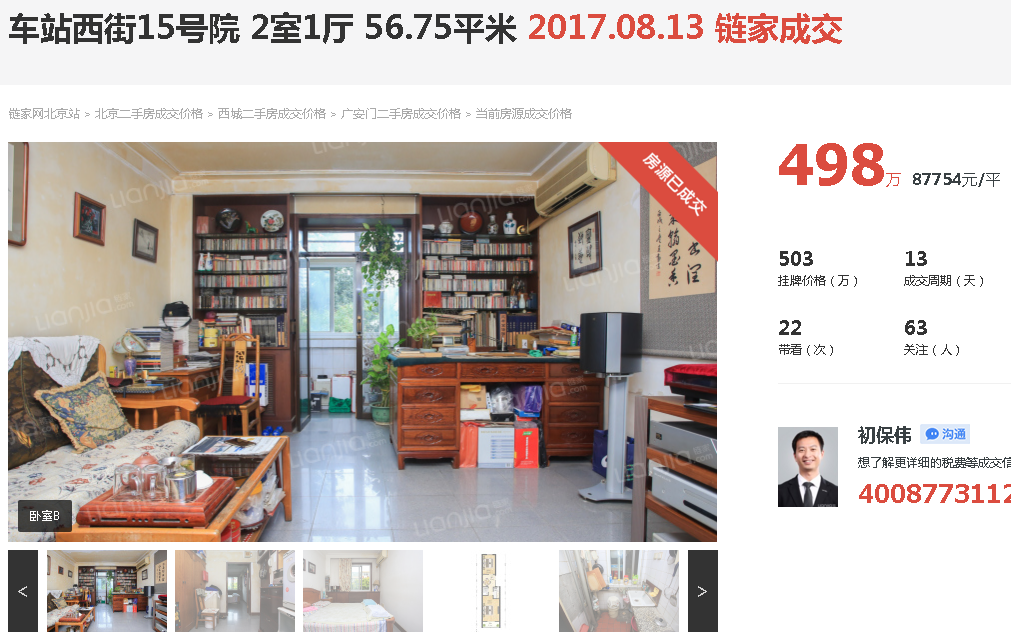 车站西街15号院 2室1厅 56.75平米 2017.08.13 链家成交
链家网北京站 > 北京二手房成交价格 > 西城二手房成交价格 > 广安门二手房成交价格 > 当前房源成交价格
房源已成交
498万 87754元/平
503
挂牌价格（万）
13
成交周期（天）
22
带看（次）
63
关注（人）
初保伟
沟通
想了解更详细的税费等成交信
4008773112
卧室B
<
>
lianjia.com